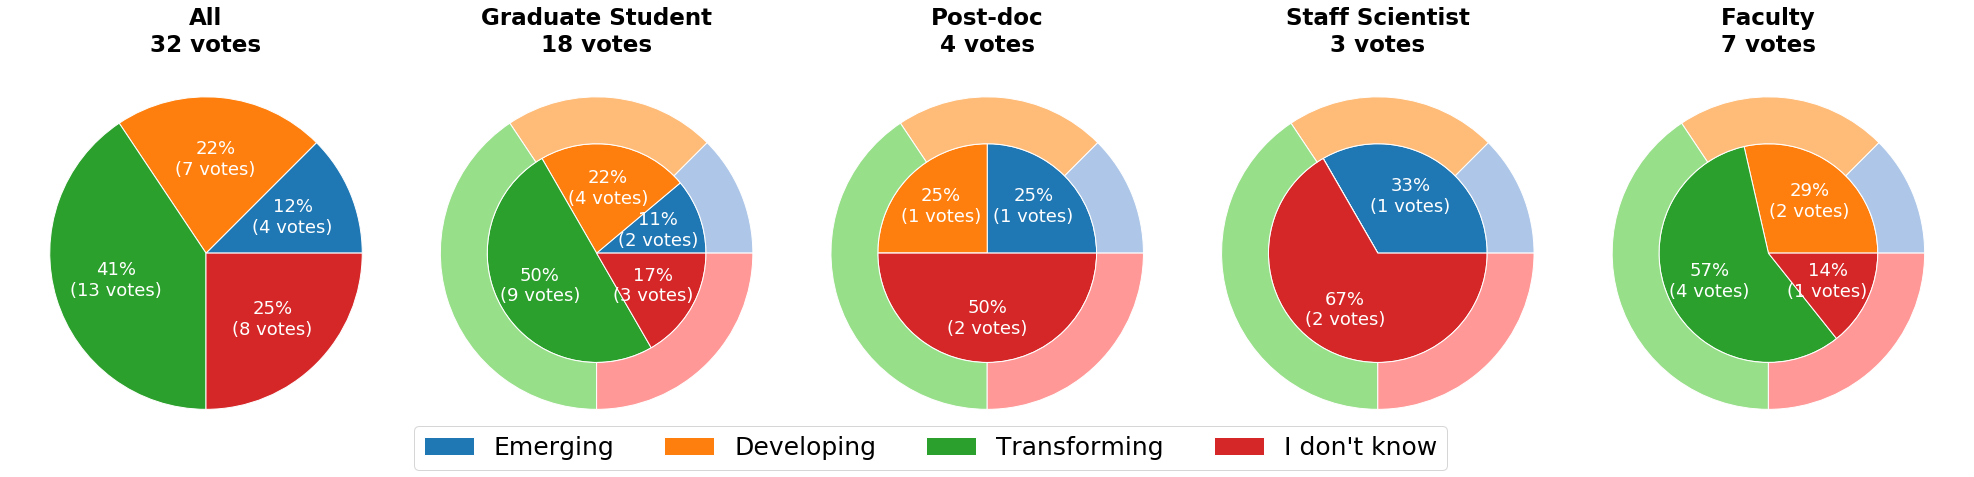 All
32 votes
22%
(7 votes)
12%
(4 votes)
41%
(13 votes)
25%
(8 votes)
Graduate Student
18 votes
22%
(4 votes)
11%
(2 votes)
50%
(9 votes)
17%
(3 votes)
Post-doc
4 votes
25%
(1 votes)
25%
(1 votes)
50%
(2 votes)
Staff Scientist
3 votes
33%
(1 votes)
67%
(2 votes)
Faculty
7 votes
29%
(2 votes)
57%
(4 votes)
14%
(1 votes)
Emerging
Developing
Transforming
I don't know